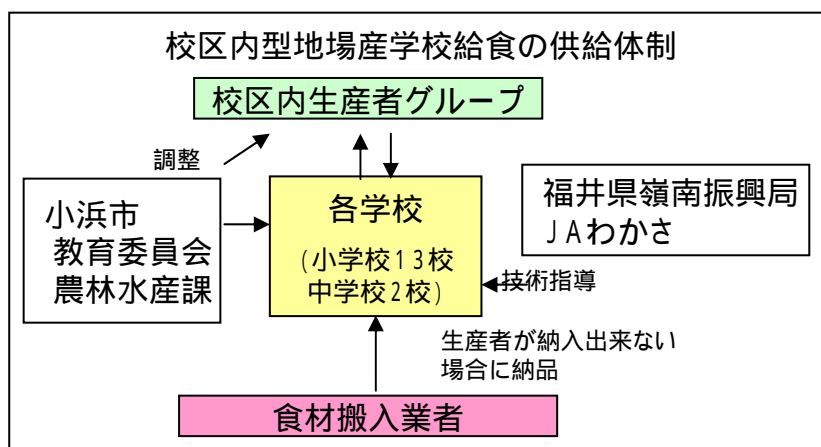 校区内型地場産学校給食の供給体制
校区内生産者グループ
調整
小浜市
教育委員会
農林水産課
各学校
(小学校13校
中学校2校)
福井県嶺南振興局
JAわかさ
技術指導
生産者が納入出来ない
場合に納品
食材搬入業者